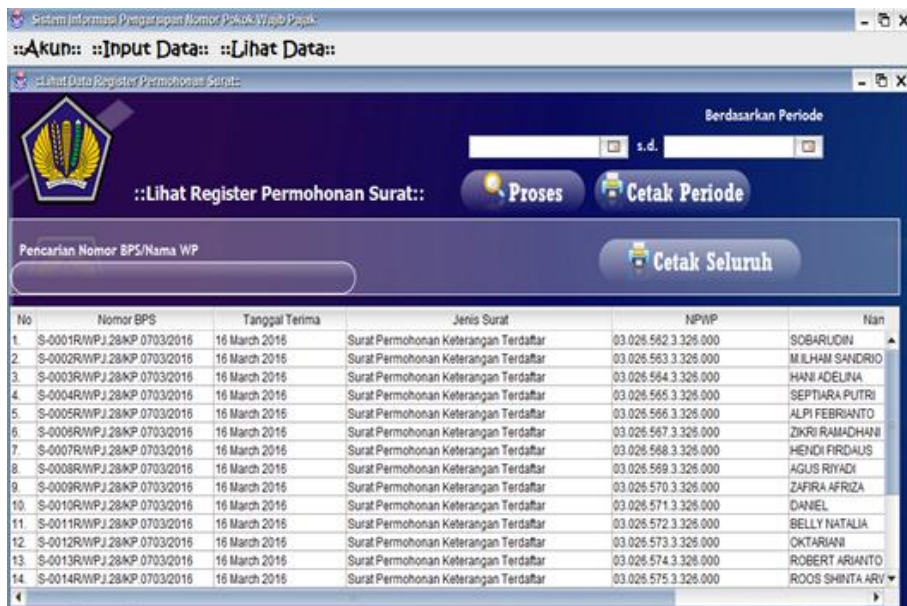 Sistem Informasi Pengarsipan Nomor Pokok Wajib Pajak
::Akun:: ::Input Data:: ::Lihat Data::
::Lihat Data Register Permohonan Surat::
Berdasarkan Periode
s.d.
::Lihat Register Permohonan Surat:: Proses Cetak Periode
Pencarian Nomor BPS/Nama WP
Cetak Seluruh
No Nomor BPS Tanggal Terima Jenis Surat NPWP Nam
1. S-0001R/WPJ.28/KP.0703/2016 16 March 2016 Surat Permohonan Keterangan Terdaftar 03.026.562.3.326.000 SOBARUDIN
2. S-0002R/WPJ.28/KP.0703/2016 16 March 2016 Surat Permohonan Keterangan Terdaftar 03.026.563.3.326.000 M.ILHAM SANDRIO
3. S-0003R/WPJ.28/KP.0703/2016 16 March 2016 Surat Permohonan Keterangan Terdaftar 03.026.564.3.326.000 HANI ADELINA
4. S-0004R/WPJ.28/KP.0703/2016 16 March 2016 Surat Permohonan Keterangan Terdaftar 03.026.565.3.326.000 SEPTIARA PUTRI
5. S-0005R/WPJ.28/KP.0703/2016 16 March 2016 Surat Permohonan Keterangan Terdaftar 03.026.566.3.326.000 ALPI FEBRIANTO
6. S-0006R/WPJ.28/KP.0703/2016 16 March 2016 Surat Permohonan Keterangan Terdaftar 03.026.567.3.326.000 ZIKRI RAMADHANI
7. S-0007R/WPJ.28/KP.0703/2016 16 March 2016 Surat Permohonan Keterangan Terdaftar 03.026.568.3.326.000 HENDI FIRDAUS
8. S-0008R/WPJ.28/KP.0703/2016 16 March 2016 Surat Permohonan Keterangan Terdaftar 03.026.569.3.326.000 AGUS RIYADI
9. S-0009R/WPJ.28/KP.0703/2016 16 March 2016 Surat Permohonan Keterangan Terdaftar 03.026.570.3.326.000 ZAFIRA AFRIZA
10. S-0010R/WPJ.28/KP.0703/2016 16 March 2016 Surat Permohonan Keterangan Terdaftar 03.026.571.3.326.000 DANIEL
11. S-0011R/WPJ.28/KP.0703/2016 16 March 2016 Surat Permohonan Keterangan Terdaftar 03.026.572.3.326.000 BELLY NATALIA
12. S-0012R/WPJ.28/KP.0703/2016 16 March 2016 Surat Permohonan Keterangan Terdaftar 03.026.573.3.326.000 OKTARIANI
13. S-0013R/WPJ.28/KP.0703/2016 16 March 2016 Surat Permohonan Keterangan Terdaftar 03.026.574.3.326.000 ROBERT ARIANTO
14. S-0014R/WPJ.28/KP.0703/2016 16 March 2016 Surat Permohonan Keterangan Terdaftar 03.026.575.3.326.000 ROOS SHINTA